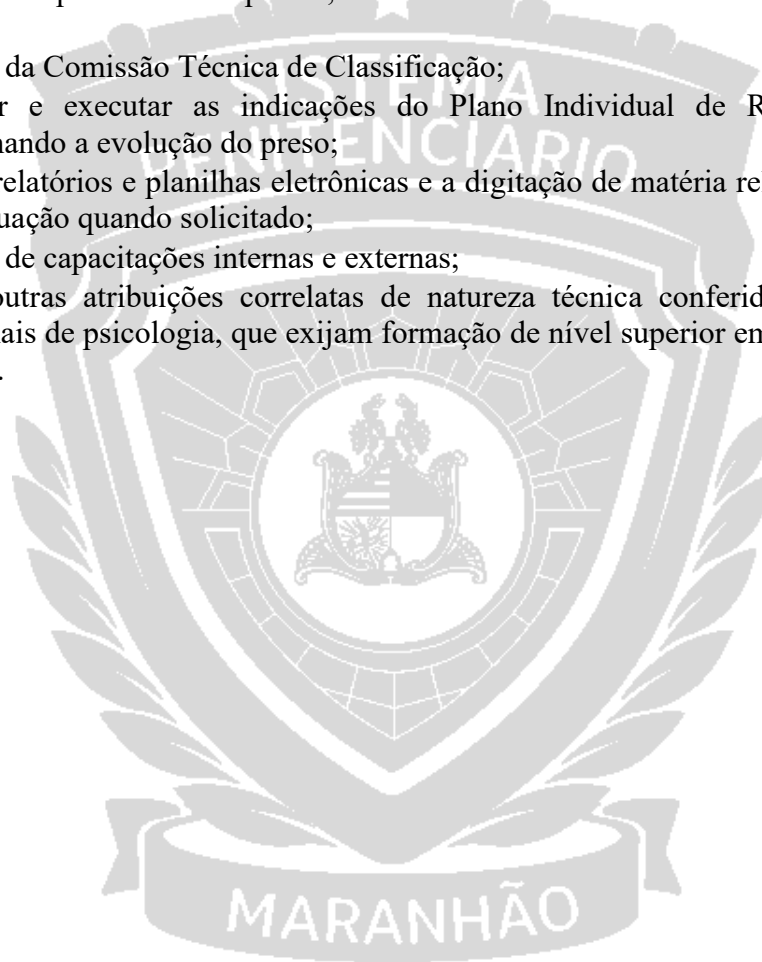 da Comissão Técnica de Classificação;
r e executar as indicações do Plano Individual de R
nando a evolução do preso;
relatórios e planilhas eletrônicas e a digitação de matéria rel
uação quando solicitado;
de capacitações internas e externas;
outras atribuições correlatas de natureza técnica conferid
ais de psicologia, que exijam formação de nível superior em
.
SISTEMA
PENITENCIÁRIO
MARANHÃO